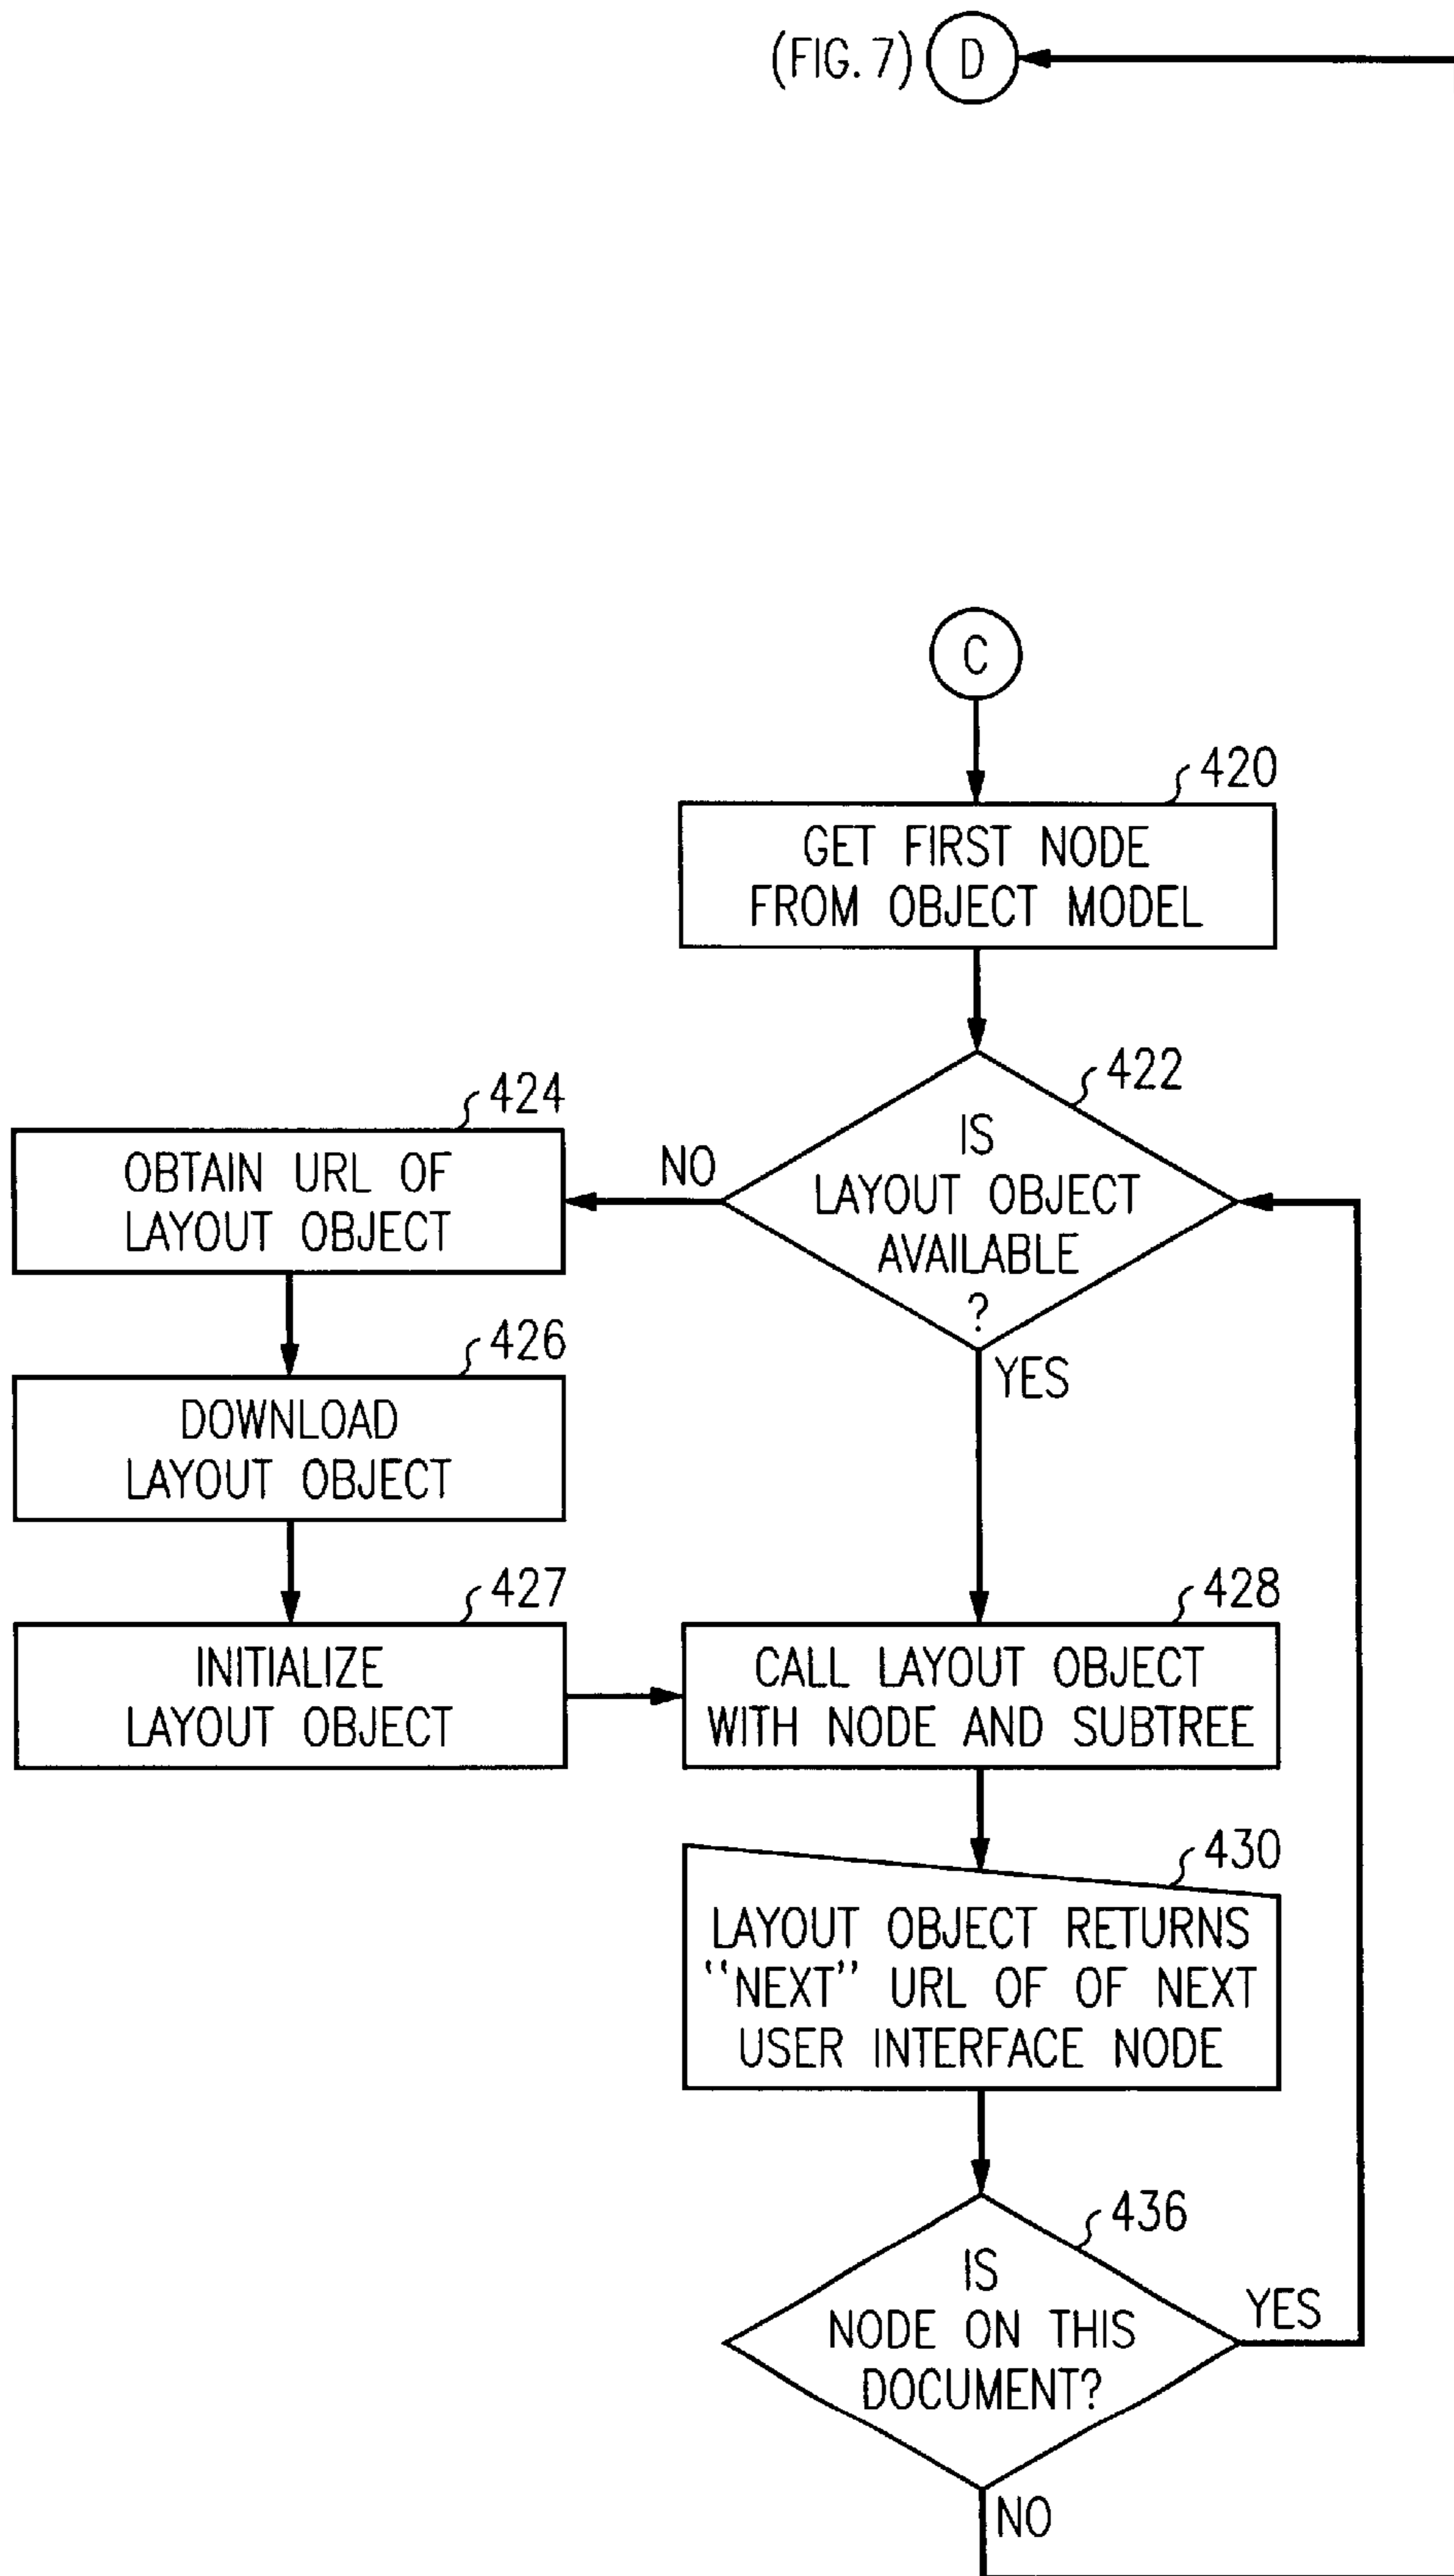 (FIG. 7) D
C
420
GET FIRST NODE
FROM OBJECT MODEL
422
IS
LAYOUT OBJECT
AVAILABLE
?
NO
YES
424
OBTAIN URL OF
LAYOUT OBJECT
426
DOWNLOAD
LAYOUT OBJECT
427
INITIALIZE
LAYOUT OBJECT
428
CALL LAYOUT OBJECT
WITH NODE AND SUBTREE
430
LAYOUT OBJECT RETURNS
"NEXT" URL OF OF NEXT
USER INTERFACE NODE
436
IS
NODE ON THIS
DOCUMENT?
YES
NO